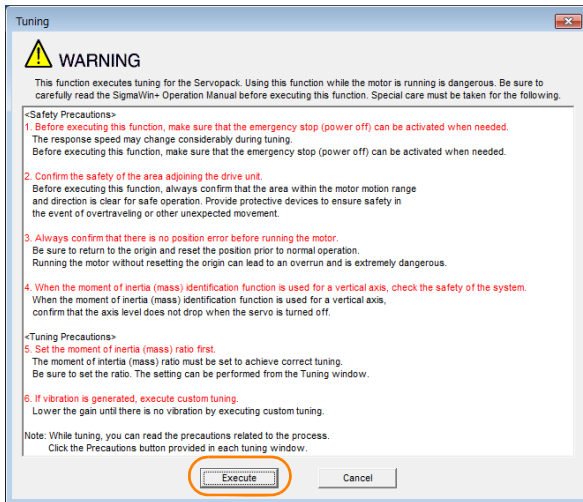 Tuning
WARNING
This function executes tuning for the Servopack. Using this function while the motor is running is dangerous. Be sure to
carefully read the SigmaWin+ Operation Manual before executing this function. Special care must be taken for the following.
<Safety Precautions>
1. Before executing this function, make sure that the emergency stop (power off) can be activated when needed.
The response speed may change considerably during tuning.
Before executing this function, make sure that the emergency stop (power off) can be activated when needed.
2. Confirm the safety of the area adjoining the drive unit.
Before executing this function, always confirm that the area within the motor motion range
and direction is clear for safe operation. Provide protective devices to ensure safety in
the event of overtraveling or other unexpected movement.
3. Always confirm that there is no position error before running the motor.
Be sure to return to the origin and reset the position prior to normal operation.
Running the motor without resetting the origin can lead to an overrun and is extremely dangerous.
4. When the moment of inertia (mass) identification function is used for a vertical axis, check the safety of the system.
When the moment of inertia (mass) identification function is used for a vertical axis,
confirm that the axis level does not drop when the servo is turned off.
<Tuning Precautions>
5. Set the moment of inertia (mass) ratio first.
The moment of intertia (mass) ratio must be set to achieve correct tuning.
Be sure to set the ratio. The setting can be performed from the Tuning window.
6. If vibration is generated, execute custom tuning.
Lower the gain until there is no vibration by executing custom tuning.
Note: While tuning, you can read the precautions related to the process.
Click the Precautions button provided in each tuning window.
Execute
Cancel